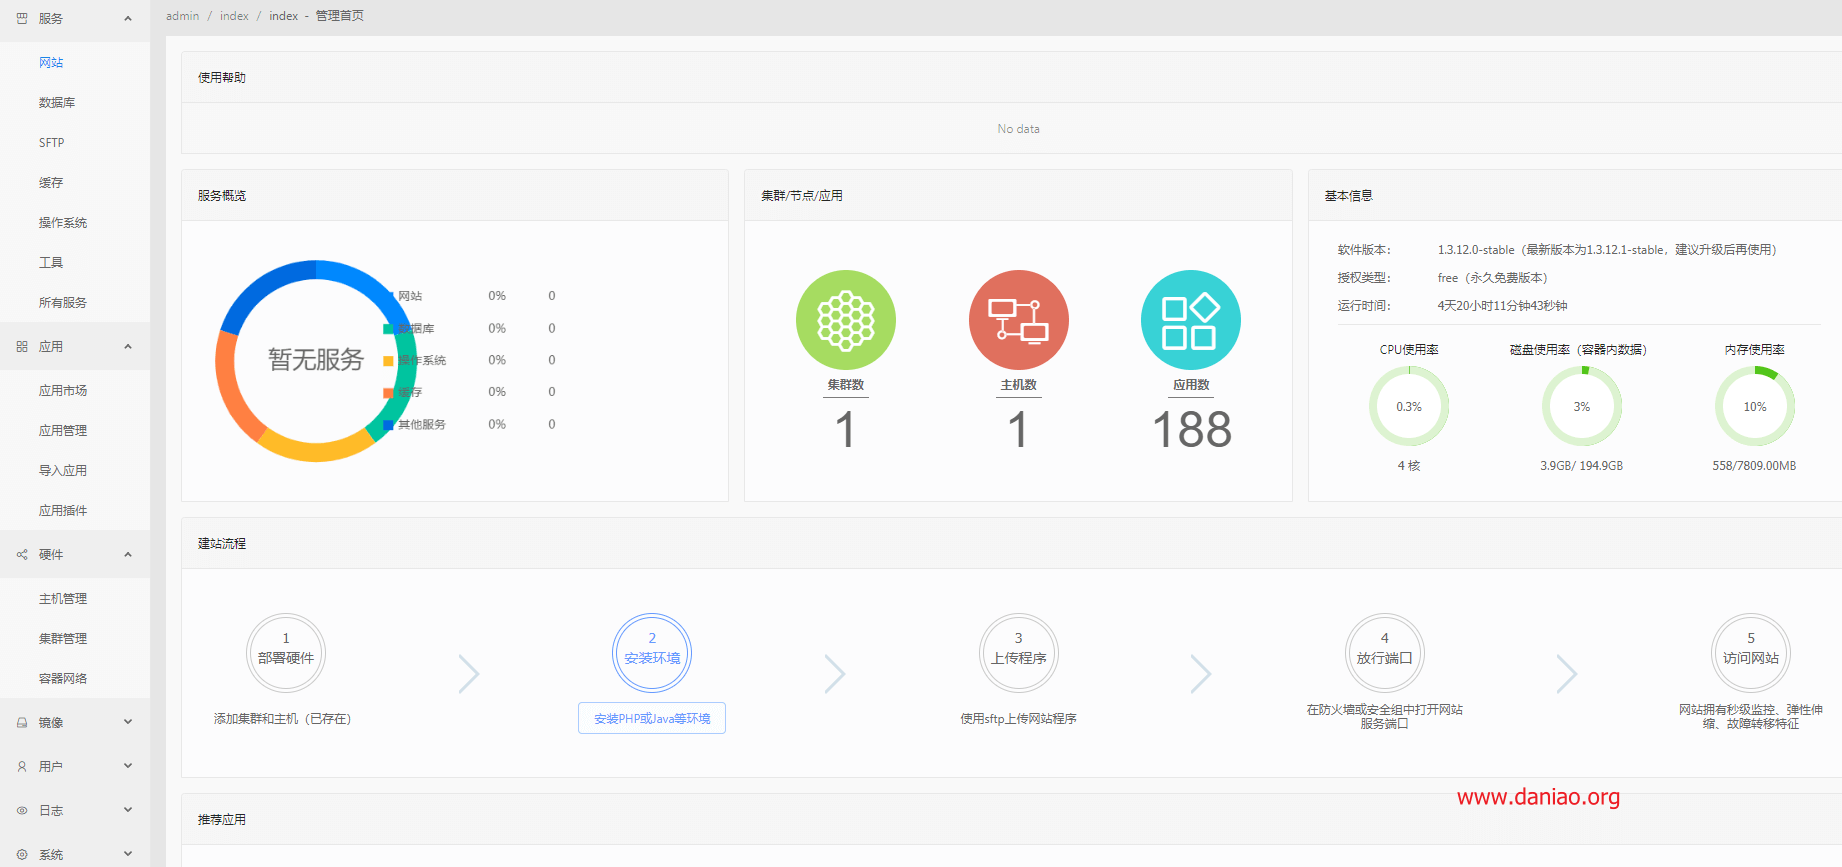 服务
网站
数据库
SFTP
缓存
操作系统
工具
所有服务
应用
应用市场
应用管理
导入应用
应用插件
硬件
主机管理
集群管理
容器网络
镜像
用户
日志
系统
admin / index / index - 管理首页
使用帮助
No data
服务概览
暂无服务
网站 0% 0
数据库 0% 0
操作系统 0% 0
缓存 0% 0
其他服务 0% 0
集群/节点/应用
集群数
1
主机数
1
应用数
188
基本信息
软件版本： 1.3.12.0-stable（最新版本为1.3.12.1-stable，建议升级后再使用）
授权类型： free（永久免费版本）
运行时间： 4天20小时11分钟43秒钟
CPU使用率
0.3%
4 核
磁盘使用率（容器内数据）
3%
3.9GB/ 194.9GB
内存使用率
10%
558/7809.00MB
建站流程
1
部署硬件
添加集群和主机（已存在）
2
安装环境
安装PHP或Java等环境
3
上传程序
使用sftp上传网站程序
4
放行端口
在防火墙或安全组中打开网站
服务端口
5
访问网站
网站拥有秒级监控、弹性伸
缩、故障转移特征
www.daniao.org
推荐应用